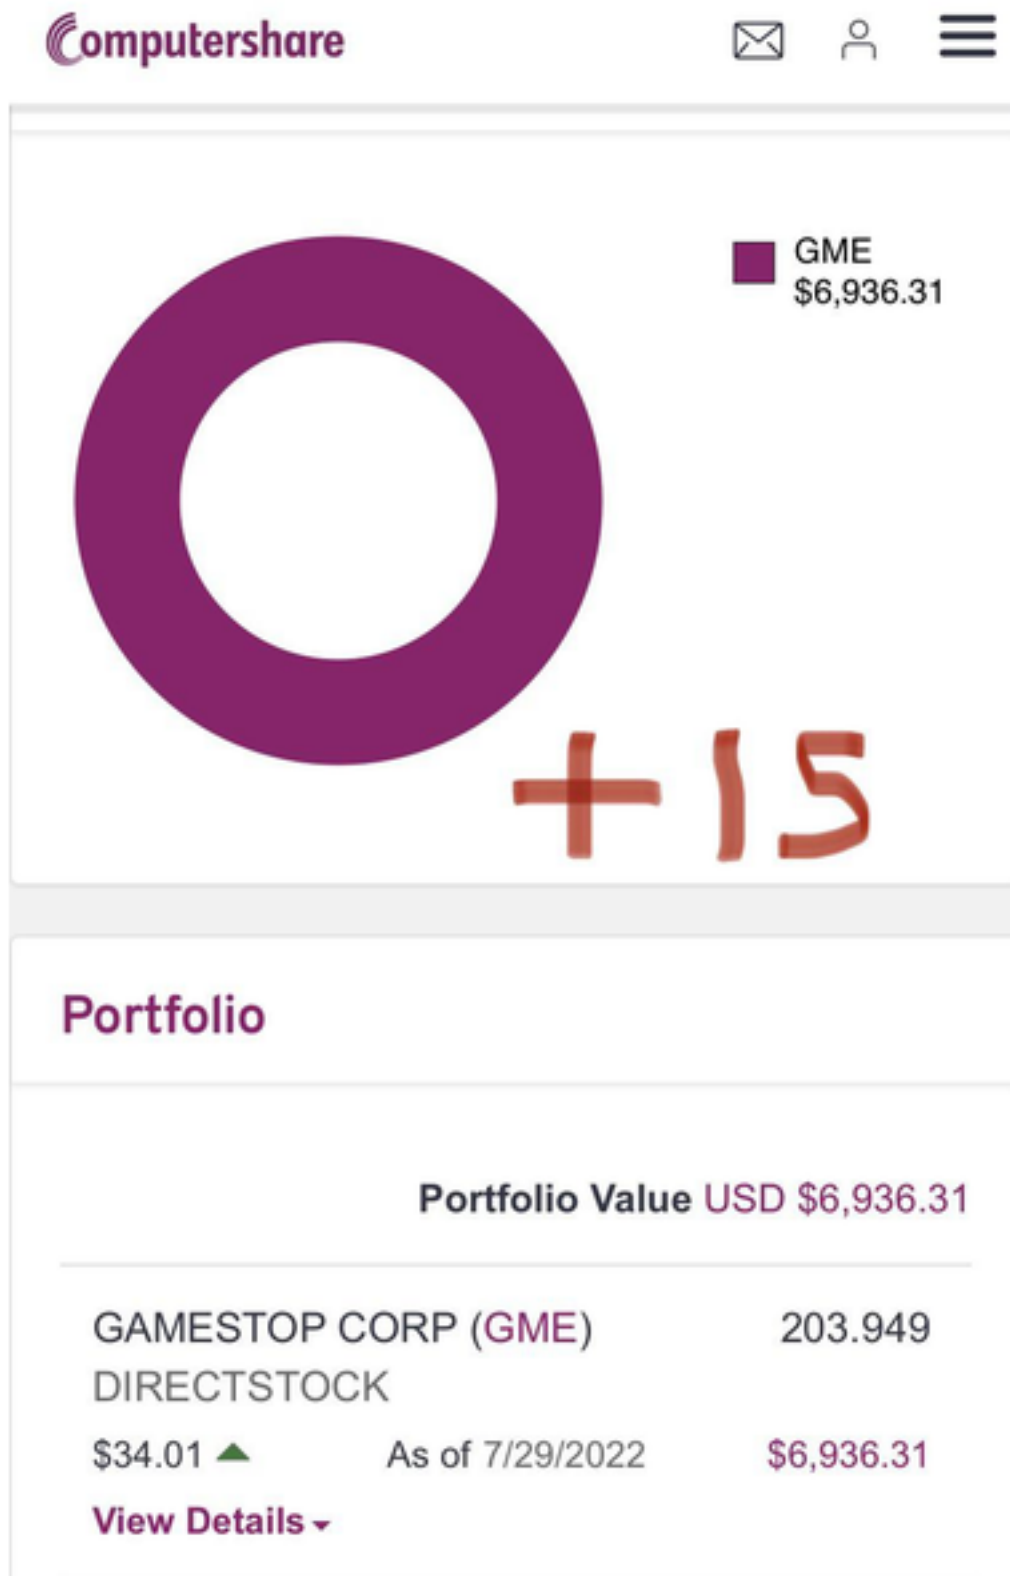 Computershare
GME
$6,936.31
+15
Portfolio
Portfolio Value USD $6,936.31
GAMESTOP CORP (GME) 203.949
DIRECTSTOCK
$34.01 As of 7/29/2022 $6,936.31
View Details